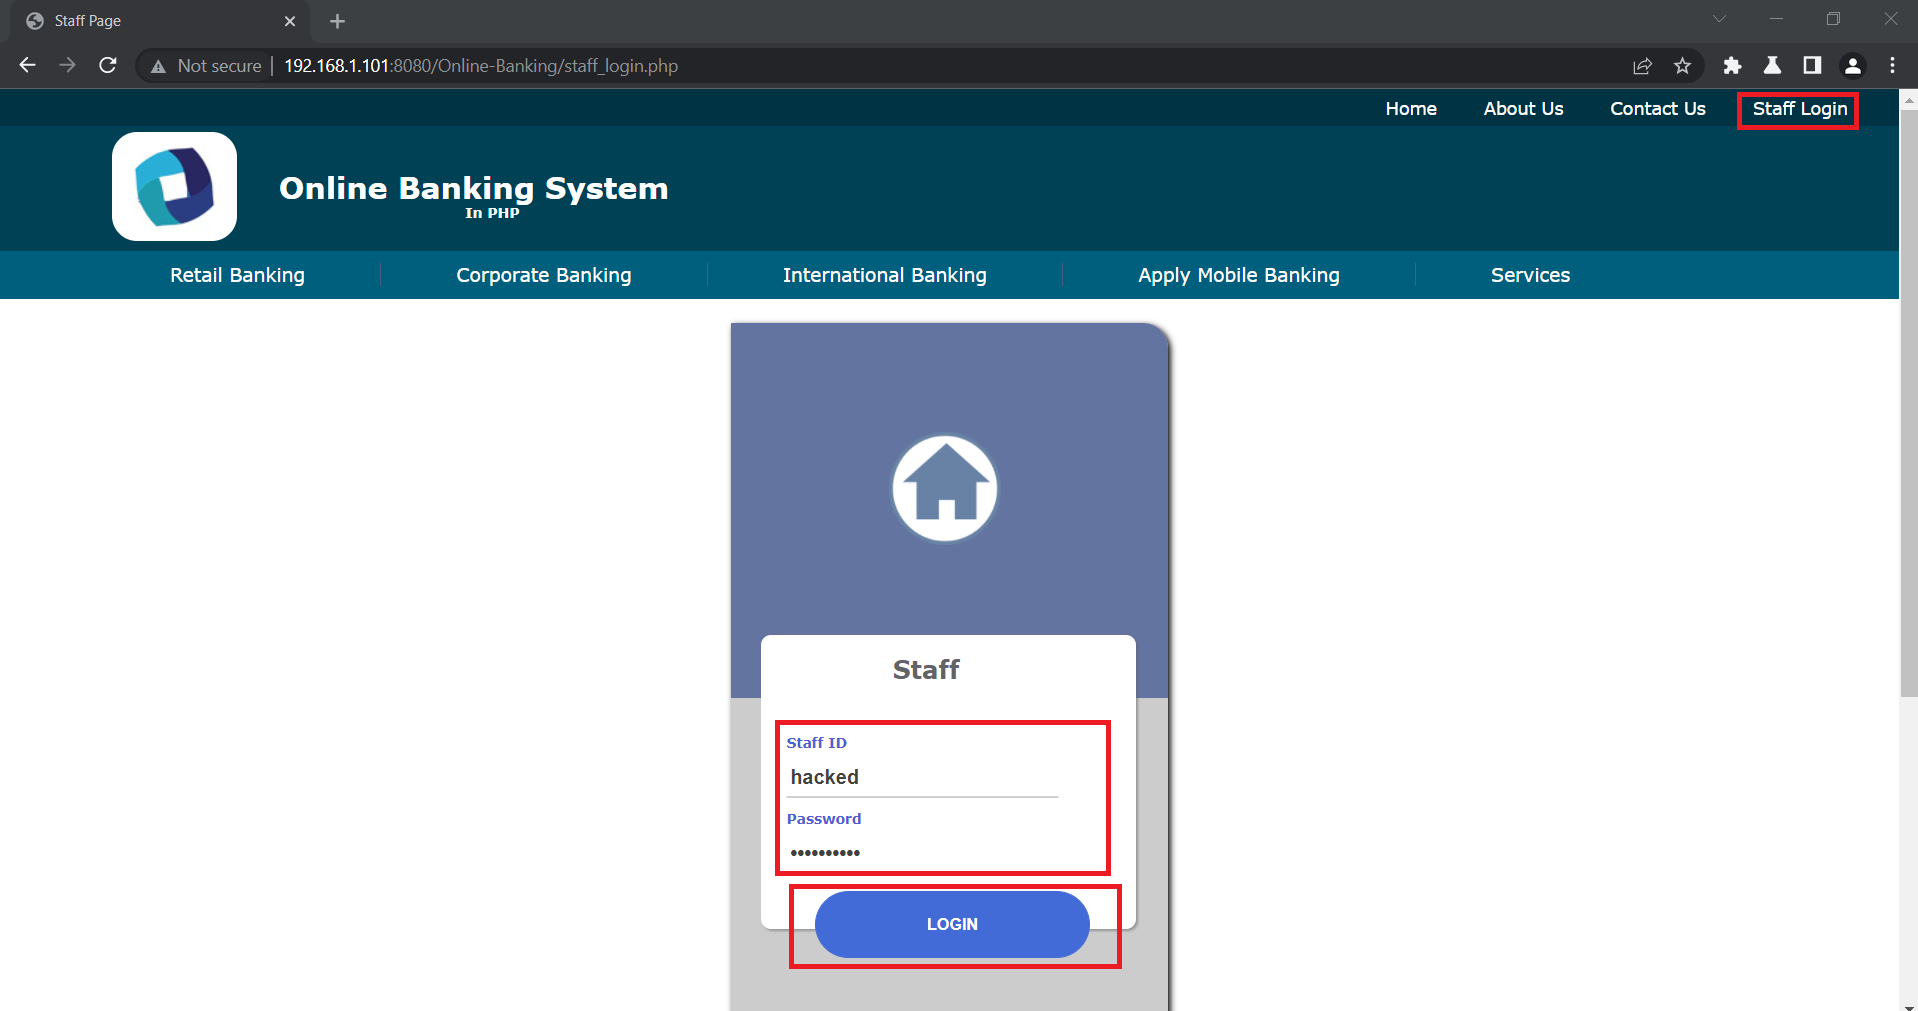 Staff Page
Not secure 192.168.1.101:8080/Online-Banking/staff_login.php
Home About Us Contact Us Staff Login
Online Banking System
In PHP
Retail Banking Corporate Banking International Banking Apply Mobile Banking Services
Staff
Staff ID
hacked
Password
••••••••••
LOGIN